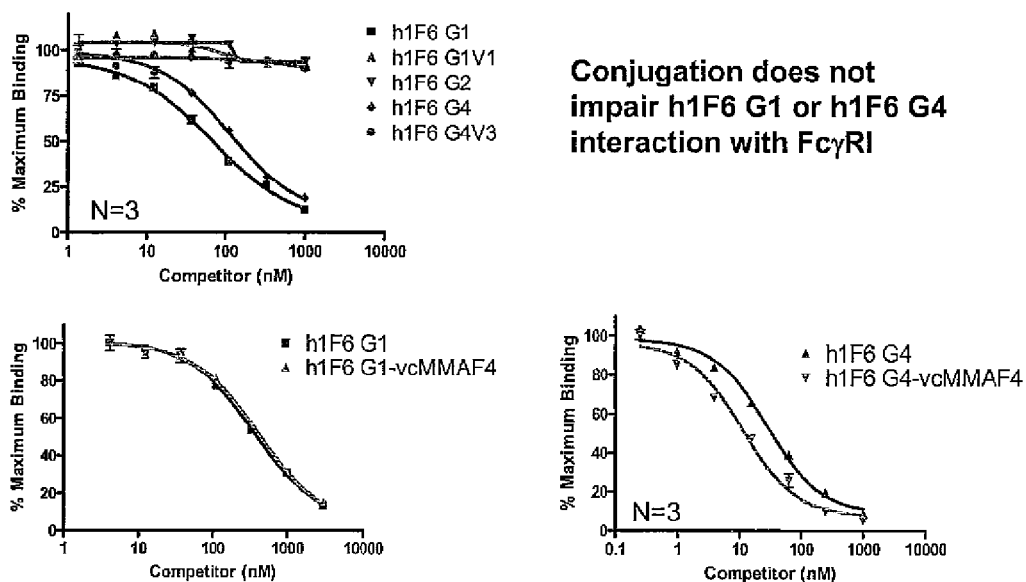 % Maximum Binding
100
75
50
25
0
1
10
100
1000
10000
Competitor (nM)
N=3
h1F6 G1
h1F6 G1V1
h1F6 G2
h1F6 G4
h1F6 G4V3
Conjugation does not
impair h1F6 G1 or h1F6 G4
interaction with FcγRI
% Maximum Binding
100
80
60
40
20
0
1
10
100
1000
10000
Competitor (nM)
h1F6 G1
h1F6 G1-vcMMAF4
% Maximum Binding
100
80
60
40
20
0
0.1
1
10
100
1000
10000
Competitor (nM)
N=3
h1F6 G4
h1F6 G4-vcMMAF4